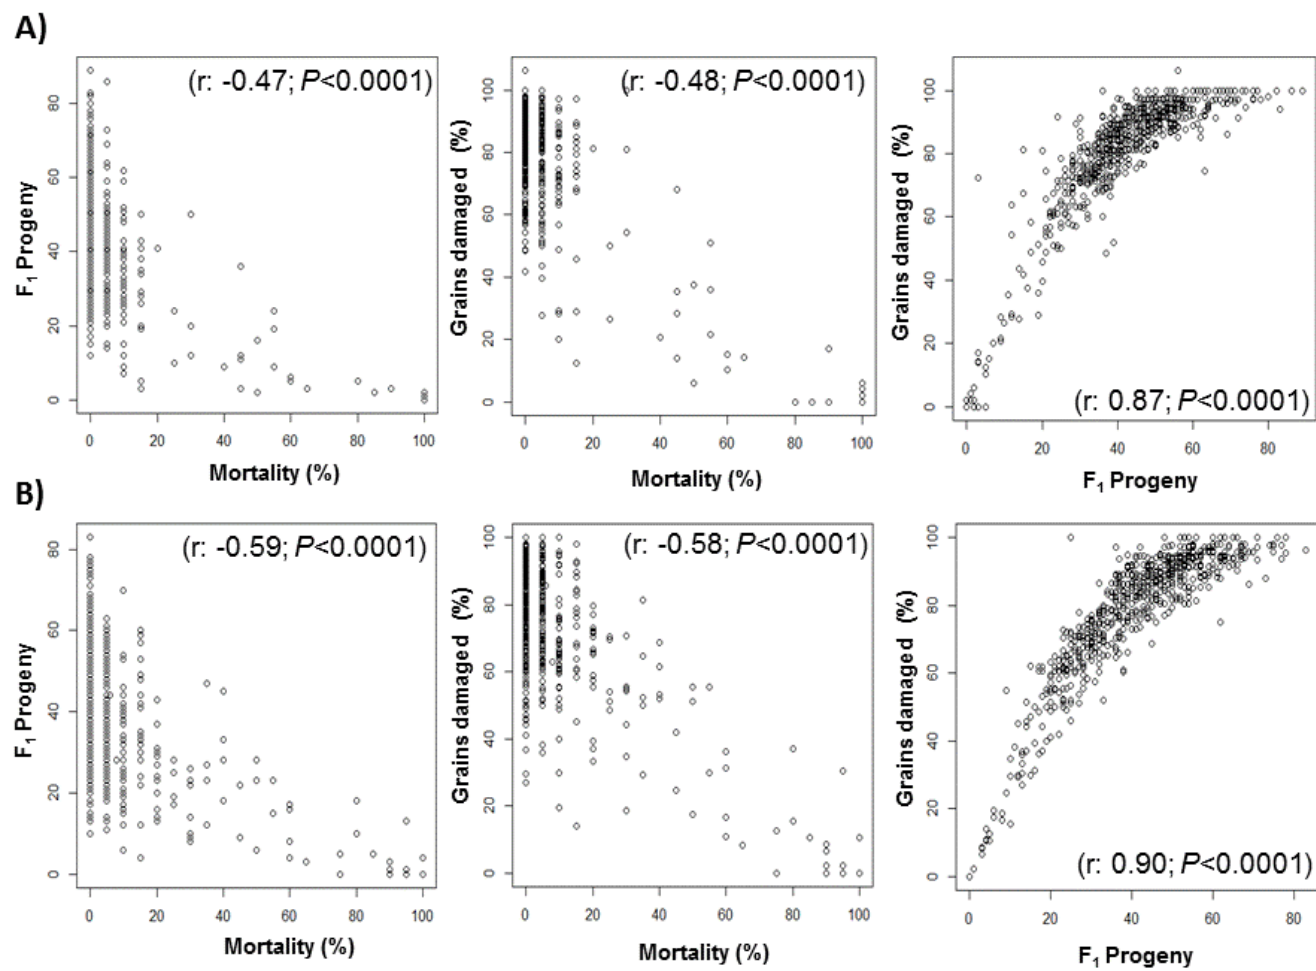 A)
(r: -0.47; P<0.0001)
F1 Progeny
0 20 40 60 80
0 20 40 60 80 100
Mortality (%)
(r: -0.48; P<0.0001)
Grains damaged (%)
0 20 40 60 80 100
0 20 40 60 80 100
Mortality (%)
(r: 0.87; P<0.0001)
Grains damaged (%)
0 20 40 60 80 100
0 20 40 60 80
F1 Progeny
B)
(r: -0.59; P<0.0001)
F1 Progeny
0 20 40 60 80
0 20 40 60 80 100
Mortality (%)
(r: -0.58; P<0.0001)
Grains damaged (%)
0 20 40 60 80 100
0 20 40 60 80 100
Mortality (%)
(r: 0.90; P<0.0001)
Grains damaged (%)
0 20 40 60 80 100
0 20 40 60 80
F1 Progeny